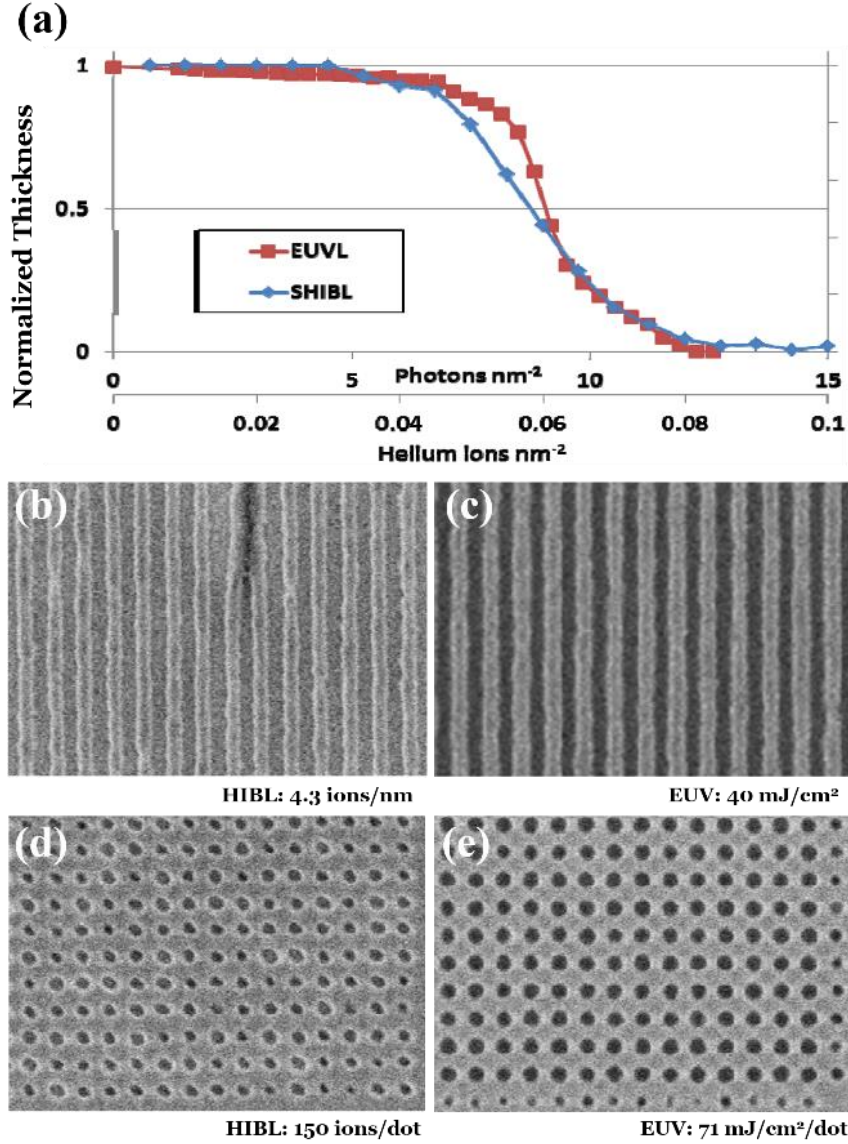 (a)
Normalized Thickness
1
0.5
0
EUVL
SHIBL
0 5 Photons nm⁻² 10 15
0 0.02 0.04 0.06 0.08 0.1
Helium ions nm⁻²
(b)
(c)
HIBL: 4.3 ions/nm
EUV: 40 mJ/cm²
(d)
(e)
HIBL: 150 ions/dot
EUV: 71 mJ/cm²/dot